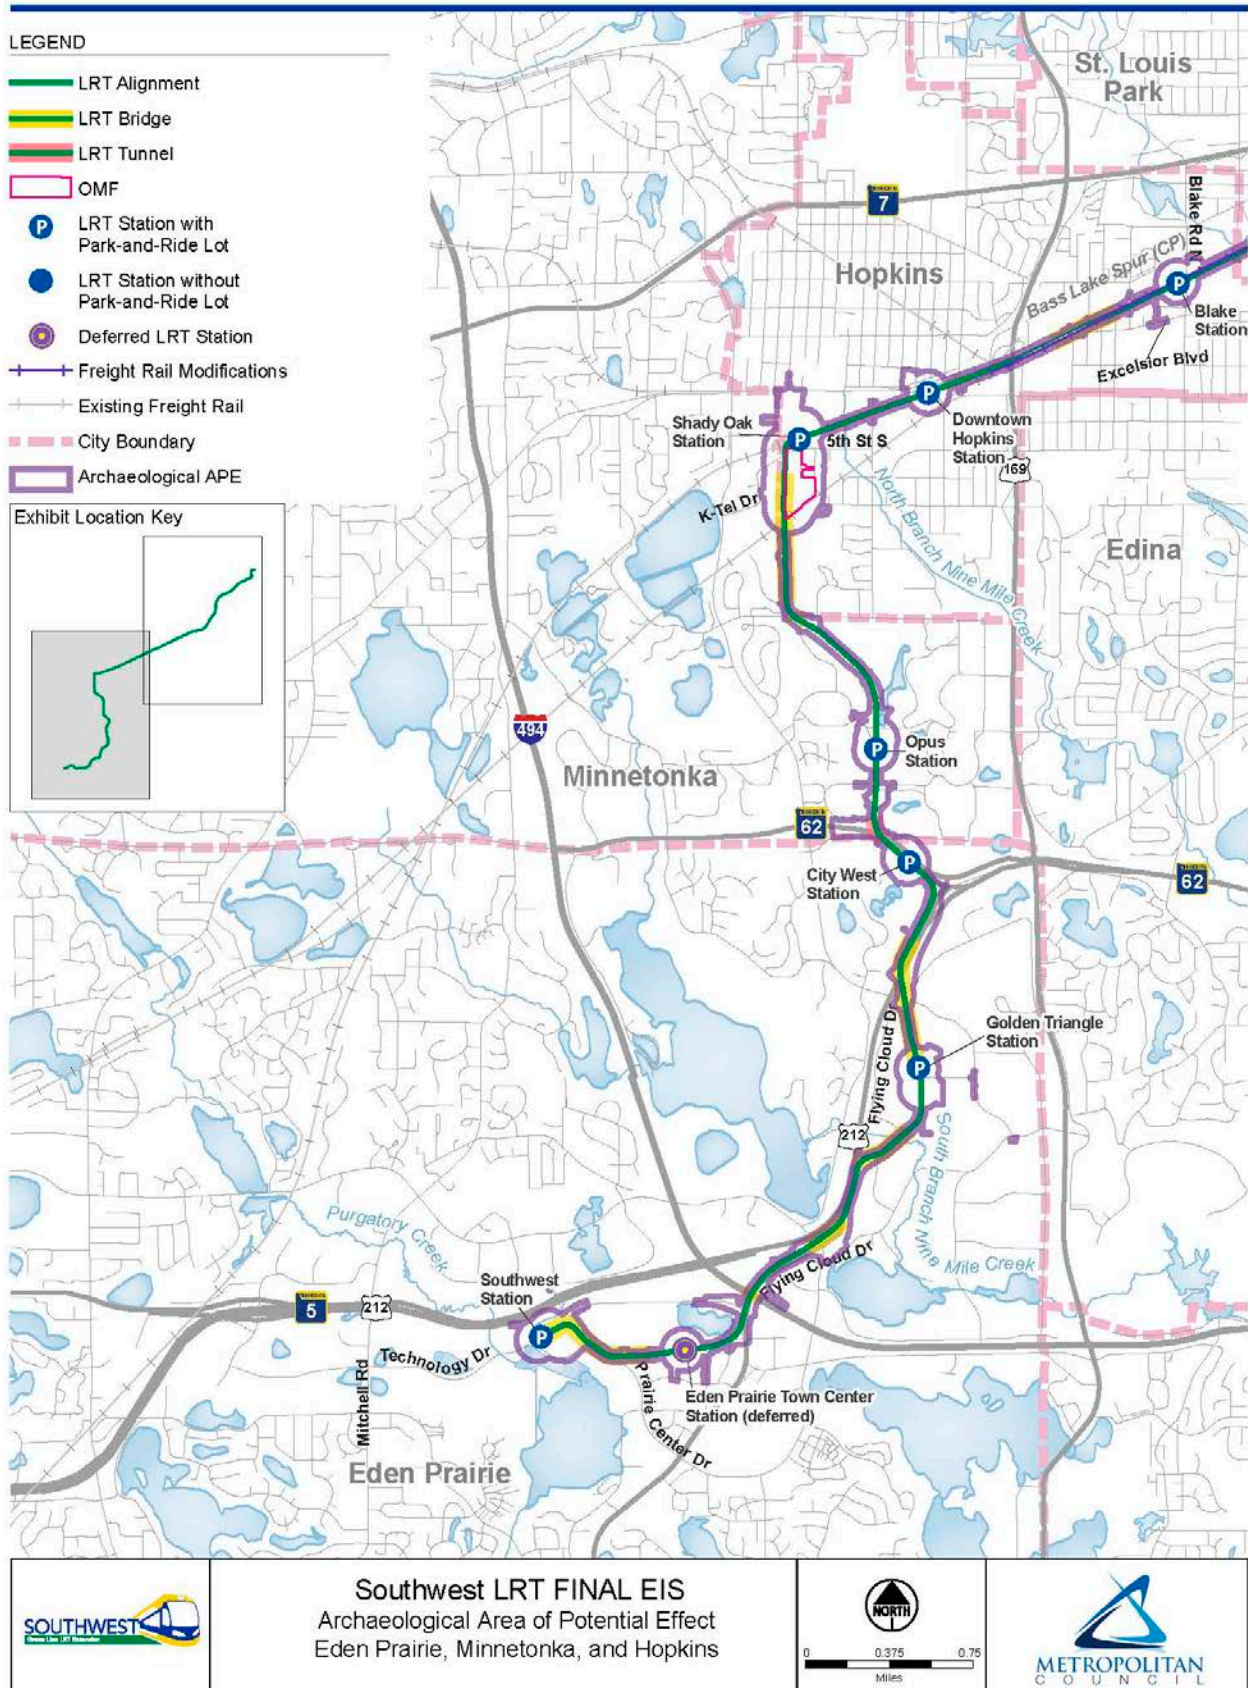 LEGEND
LRT Alignment
LRT Bridge
LRT Tunnel
OMF
P
LRT Station with
Park-and-Ride Lot
LRT Station without
Park-and-Ride Lot
Deferred LRT Station
Freight Rail Modifications
Existing Freight Rail
City Boundary
Archaeological APE
Exhibit Location Key
St. Louis
Park
7
Blake Rd N
Hopkins
Bass Lake Spur (CP)
P
Blake
Station
Excelsior Blvd
P
Downtown
Hopkins
Station
Shady Oak
Station
P
5th St S
169
K-Tel Dr
North Branch Nine Mile Creek
Edina
494
Minnetonka
P
Opus
Station
62
P
City West
Station
62
Flying Cloud Dr
Golden Triangle
Station
P
212
South Branch Nine Mile Creek
Purgatory Creek
Flying Cloud Dr
Southwest
Station
5
212
P
Technology Dr
Mitchell Rd
Prairie Center Dr
Eden Prairie Town Center
Station (deferred)
Eden Prairie
SOUTHWEST
Green Line LRT Extension
Southwest LRT FINAL EIS
Archaeological Area of Potential Effect
Eden Prairie, Minnetonka, and Hopkins
NORTH
0 0.375 0.75
Miles
METROPOLITAN
COUNCIL